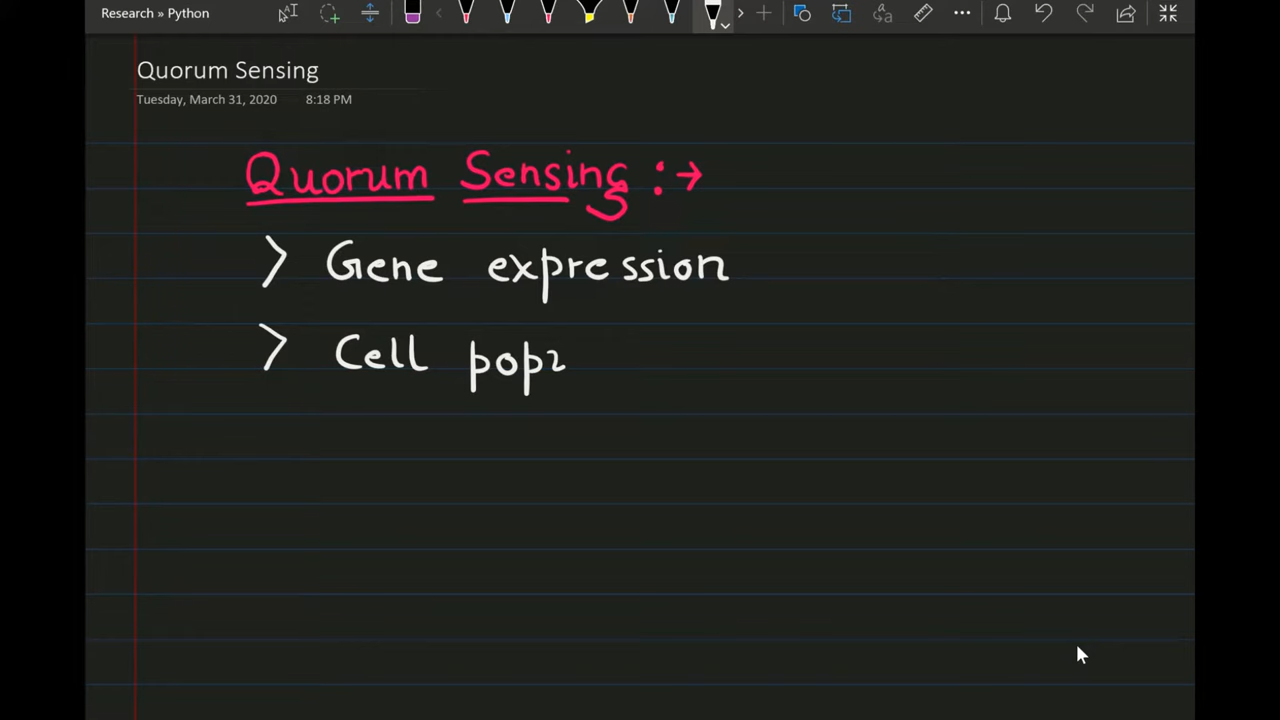 Research » Python
Quorum Sensing
Tuesday, March 31, 2020 8:18 PM
Quorum Sensing :→
> Gene expression
> Cell pop